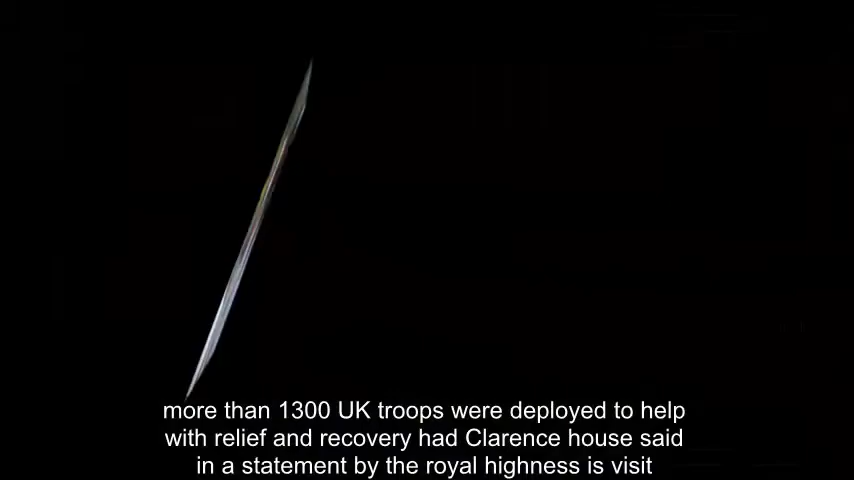 more than 1300 UK troops were deployed to help
with relief and recovery had Clarence house said
in a statement by the royal highness is visit